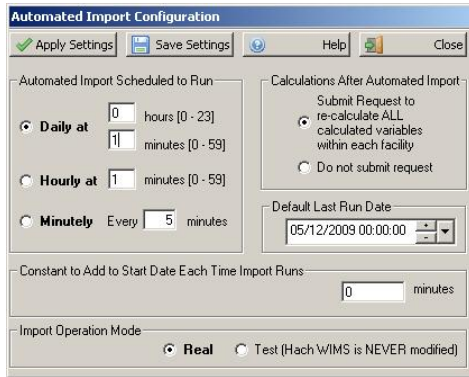 Automated Import Configuration
Apply Settings Save Settings Help Close
Automated Import Scheduled to Run
Daily at 0 hours [0 - 23]
1 minutes [0 - 59]
Hourly at 1 minutes [0 - 59]
Minutely Every 5 minutes
Calculations After Automated Import
Submit Request to
re-calculate ALL
calculated variables
within each facility
Do not submit request
Default Last Run Date
05/12/2009 00:00:00
Constant to Add to Start Date Each Time Import Runs
0 minutes
Import Operation Mode
Real Test (Hach WIMS is NEVER modified)